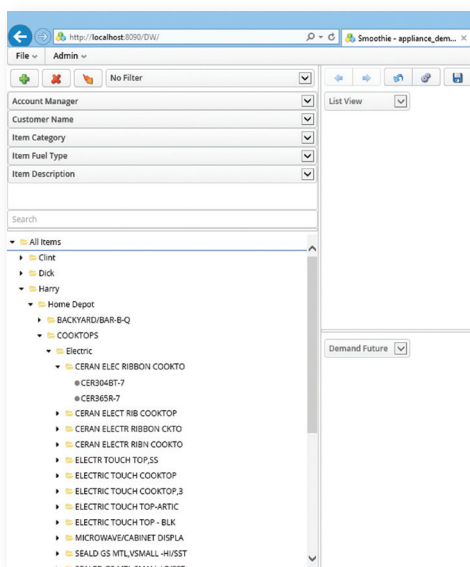 http://localhost:8090/DW/
Smoothie - appliance_dem...
File Admin
No Filter
Account Manager
List View
Customer Name
Item Category
Item Fuel Type
Item Description
Search
All Items
Clint
Dick
Harry
Home Depot
BACKYARD/BAR-B-Q
COOKTOPS
Demand Future
Electric
CERAN ELEC RIBBON COOKTO
CER304BT-7
CER365R-7
CERAN ELECT RIB COOKTOP
CERAN ELECTR RIBBON CKTO
CERAN ELECTR RIBN COOKTO
ELECTR TOUCH TOP,SS
ELECTRIC TOUCH COOKTOP
ELECTRIC TOUCH COOKTOP,3
ELECTRIC TOUCH TOP-ARTIC
ELECTRIC TOUCH TOP - BLK
MICROWAVE/CABINET DISPLA
SEALD GS MTL,VSMALL -HI/SST